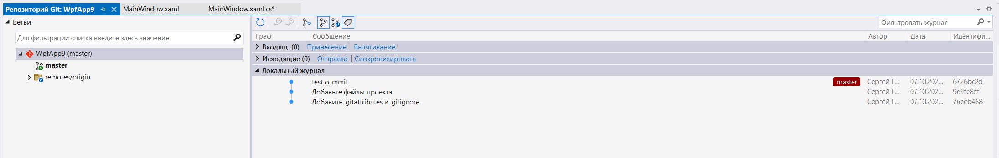 Репозиторий Git: WpfApp9 MainWindow.xaml MainWindow.xaml.cs*
Ветви
Для фильтрации списка введите здесь значение
WpfApp9 (master)
master
remotes/origin
Фильтровать журнал
Граф Сообщение Автор Дата Идентифи...
Входящ. (0) Принесение Вытягивание
Исходящие (0) Отправка Синхронизировать
Локальный журнал
test commit master Сергей Г... 07.10.202... 6726bc2d
Добавьте файлы проекта. Сергей Г... 07.10.202... 9e9fe8cf
Добавить .gitattributes и .gitignore. Сергей Г... 07.10.202... 76eeb488